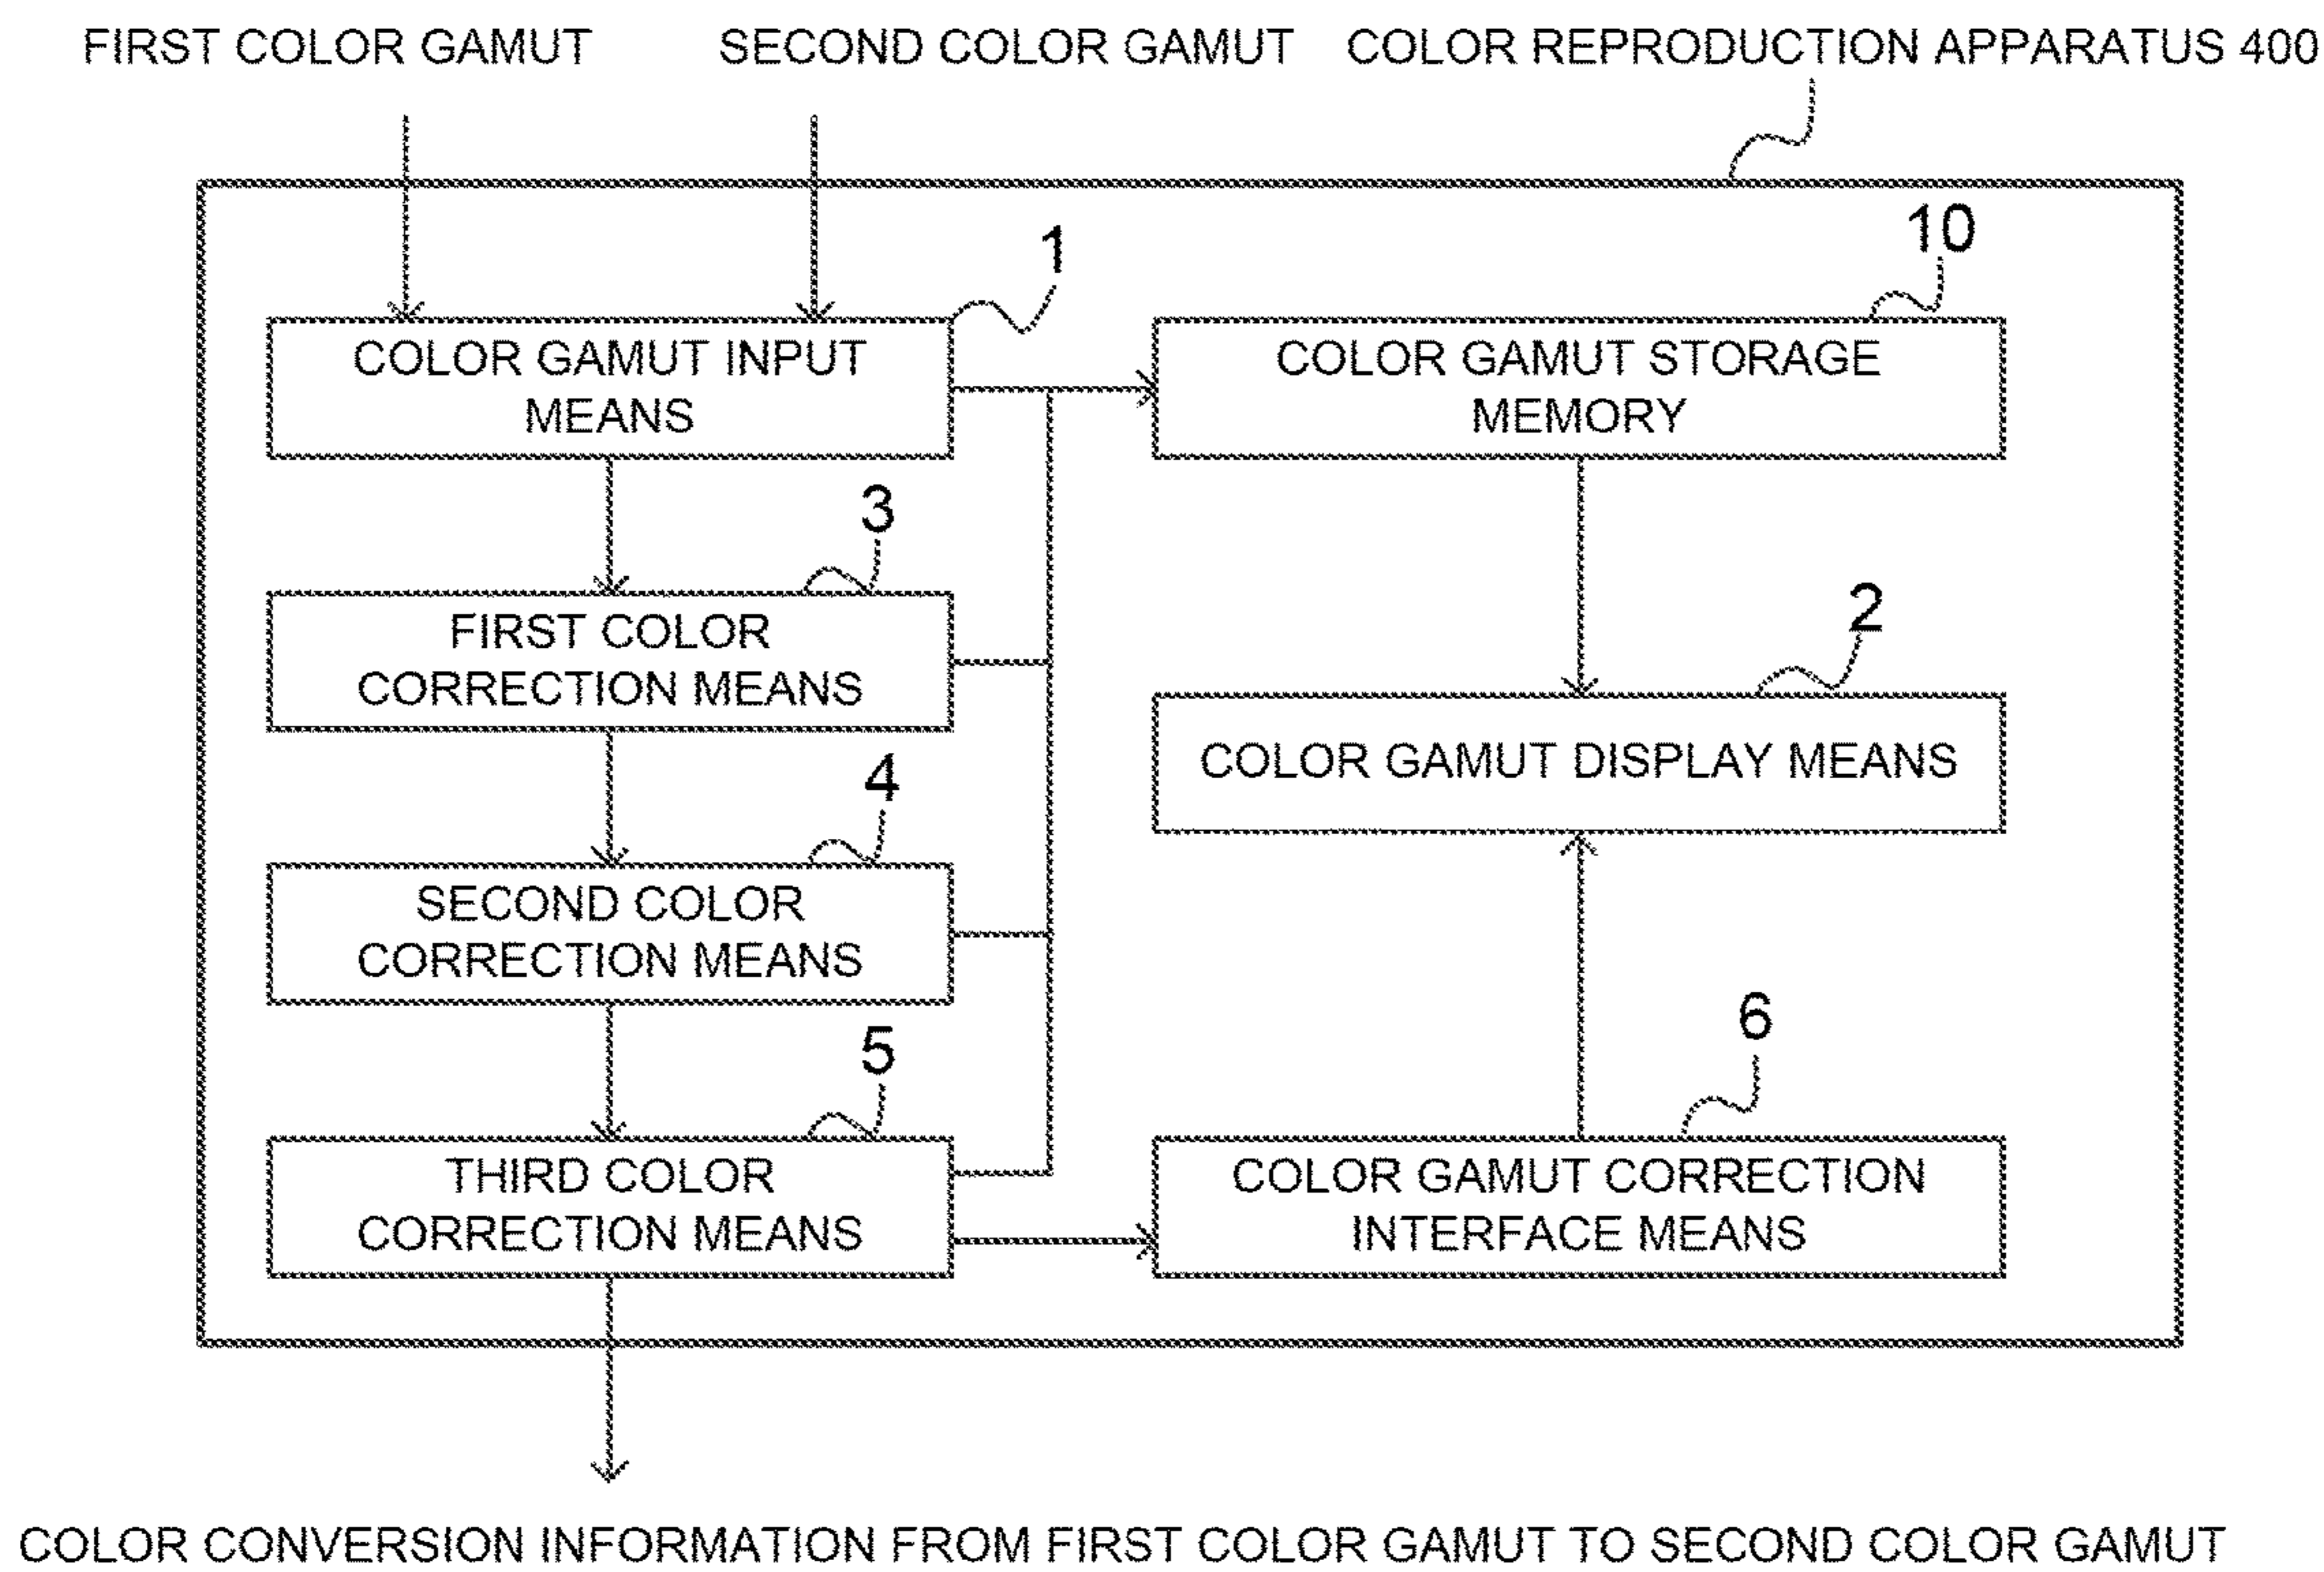 FIRST COLOR GAMUT
SECOND COLOR GAMUT
COLOR REPRODUCTION APPARATUS 400
1
10
COLOR GAMUT INPUT
MEANS
COLOR GAMUT STORAGE
MEMORY
3
FIRST COLOR
CORRECTION MEANS
2
COLOR GAMUT DISPLAY MEANS
4
SECOND COLOR
CORRECTION MEANS
5
THIRD COLOR
CORRECTION MEANS
6
COLOR GAMUT CORRECTION
INTERFACE MEANS
COLOR CONVERSION INFORMATION FROM FIRST COLOR GAMUT TO SECOND COLOR GAMUT